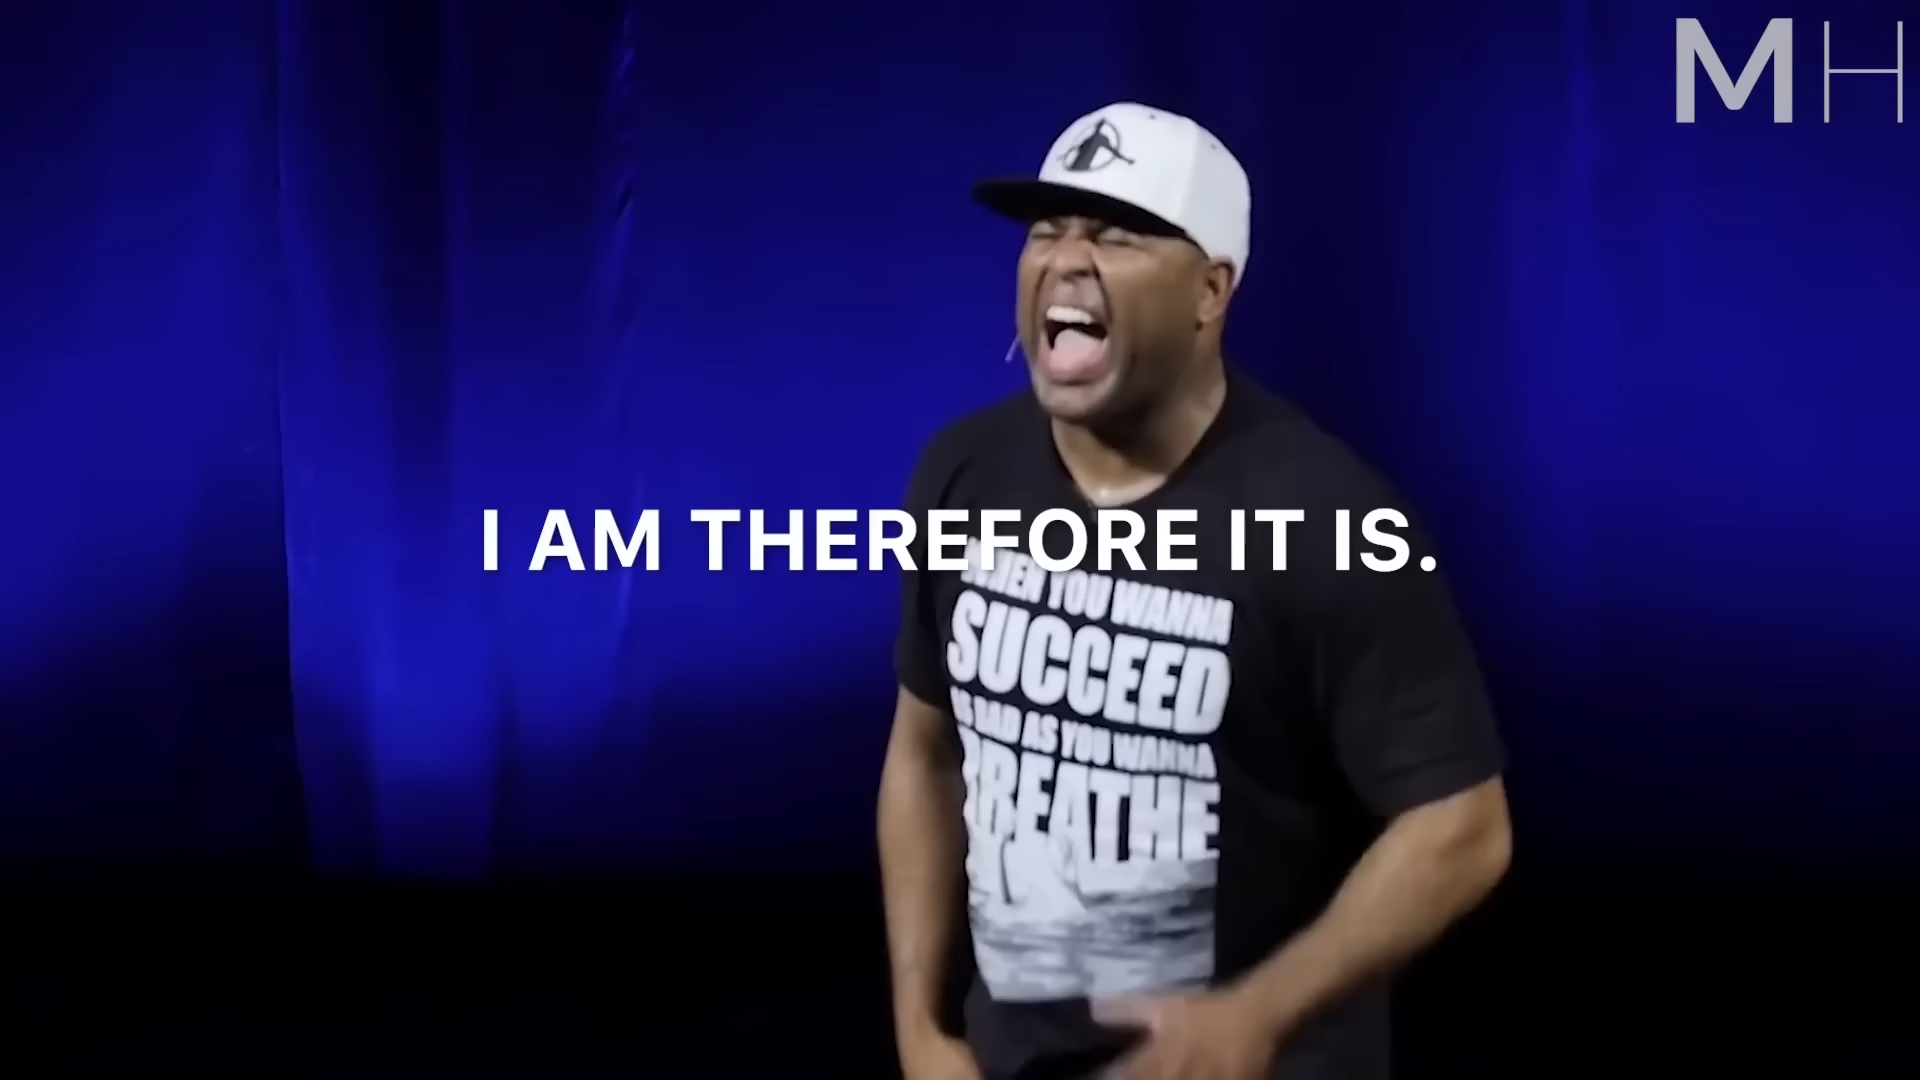 MH
I AM THEREFORE IT IS.
WHEN YOU WANNA
SUCCEED
AS BAD AS YOU WANNA
BREATHE